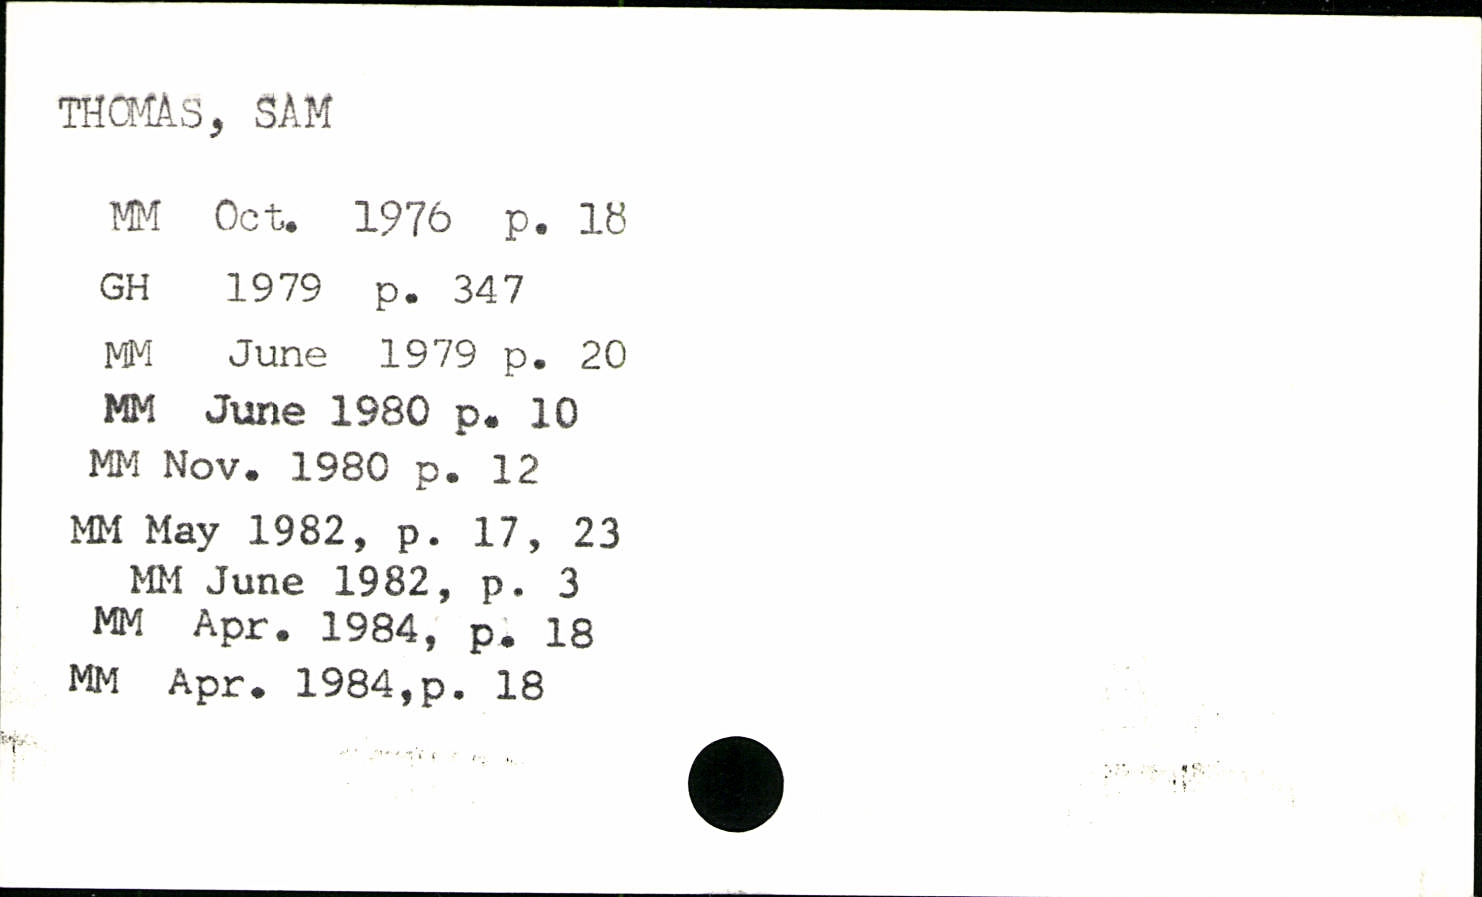 THOMAS, SAM
MM Oct. 1976 p. 18
GH 1979 p. 347
MM June 1979 p. 20
MM June 1980 p. 10
MM Nov. 1980 p. 12
MM May 1982, p. 17, 23
MM June 1982, p. 3
MM Apr. 1984, p. 18
MM Apr. 1984,p. 18